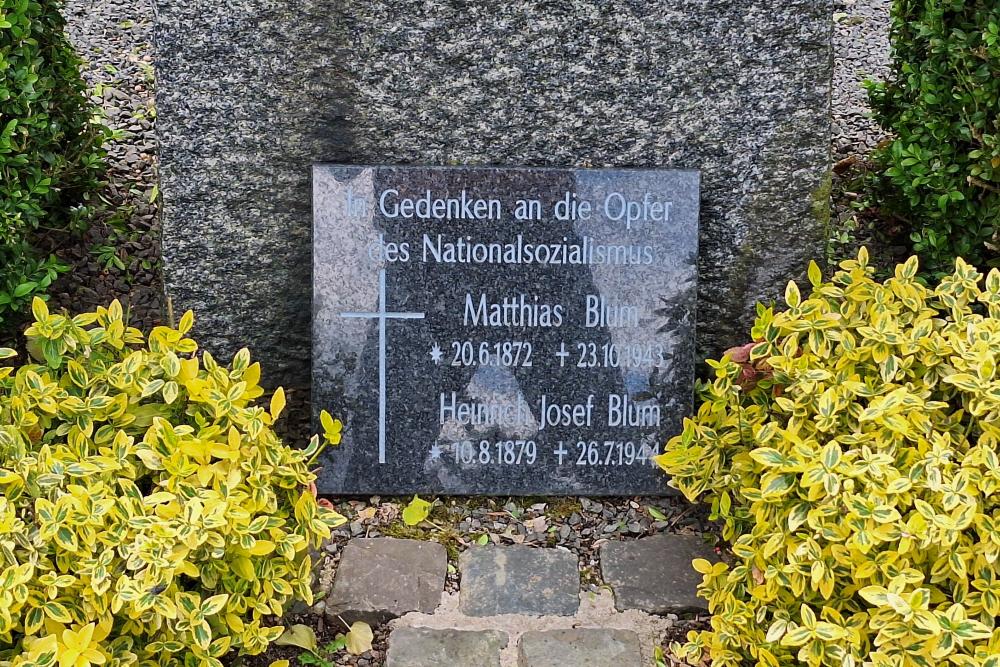 In Gedenken an die Opfer
des Nationalsozialismus
Matthias Blum
* 20.6.1872 † 23.10.1943
Heinrich Josef Blum
* 10.8.1879 † 26.7.1944